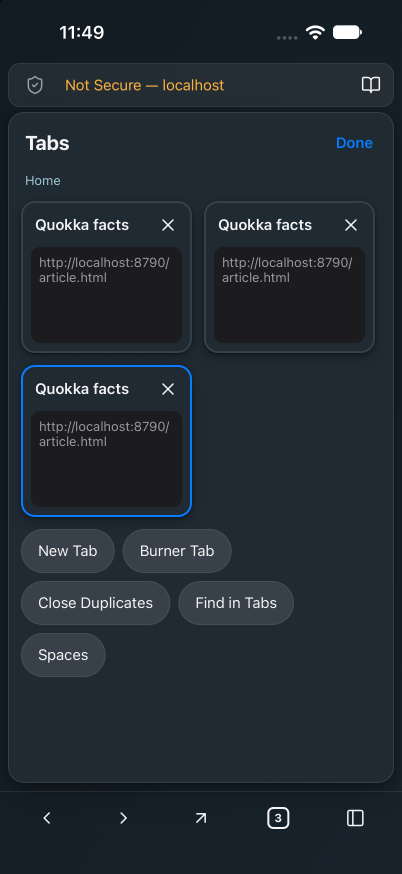 11:49
Not Secure — localhost
Tabs
Done
Home
Quokka facts
Quokka facts
http://localhost:8790/
article.html
http://localhost:8790/
article.html
Quokka facts
http://localhost:8790/
article.html
New Tab
Burner Tab
Close Duplicates
Find in Tabs
Spaces
3